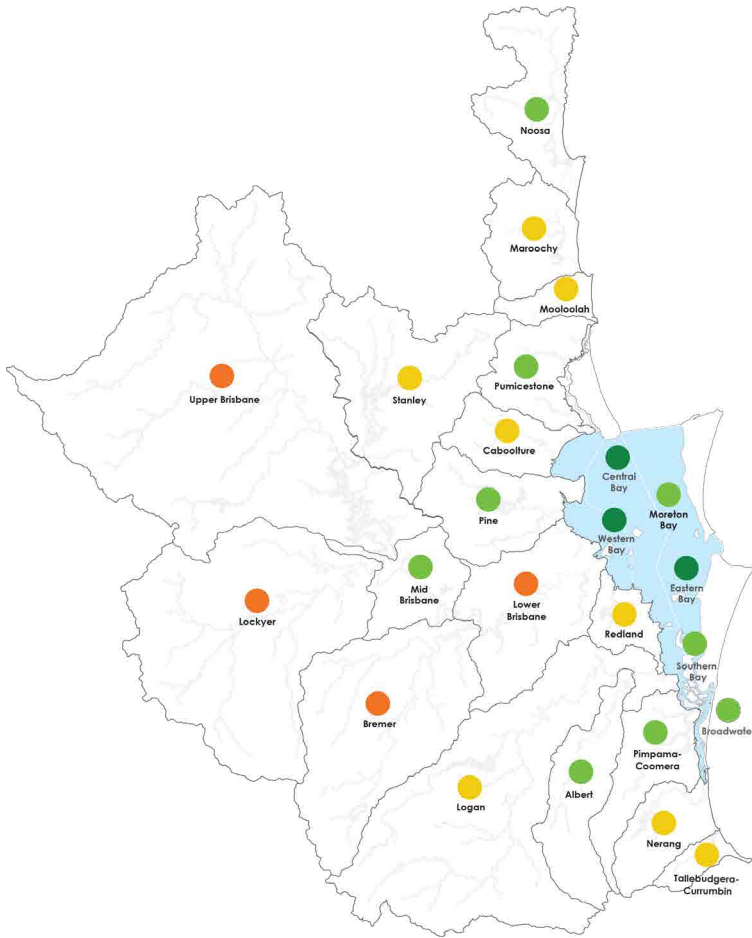 Noosa
Maroochy
Mooloolah
Upper Brisbane
Stanley
Pumicestone
Caboolture
Central
Bay
Pine
Moreton
Bay
Western
Bay
Mid
Brisbane
Lower
Brisbane
Eastern
Bay
Lockyer
Redland
Southern
Bay
Bremer
Broadwate
Pimpama-
Coomera
Albert
Logan
Nerang
Tallebudgera-
Currumbin